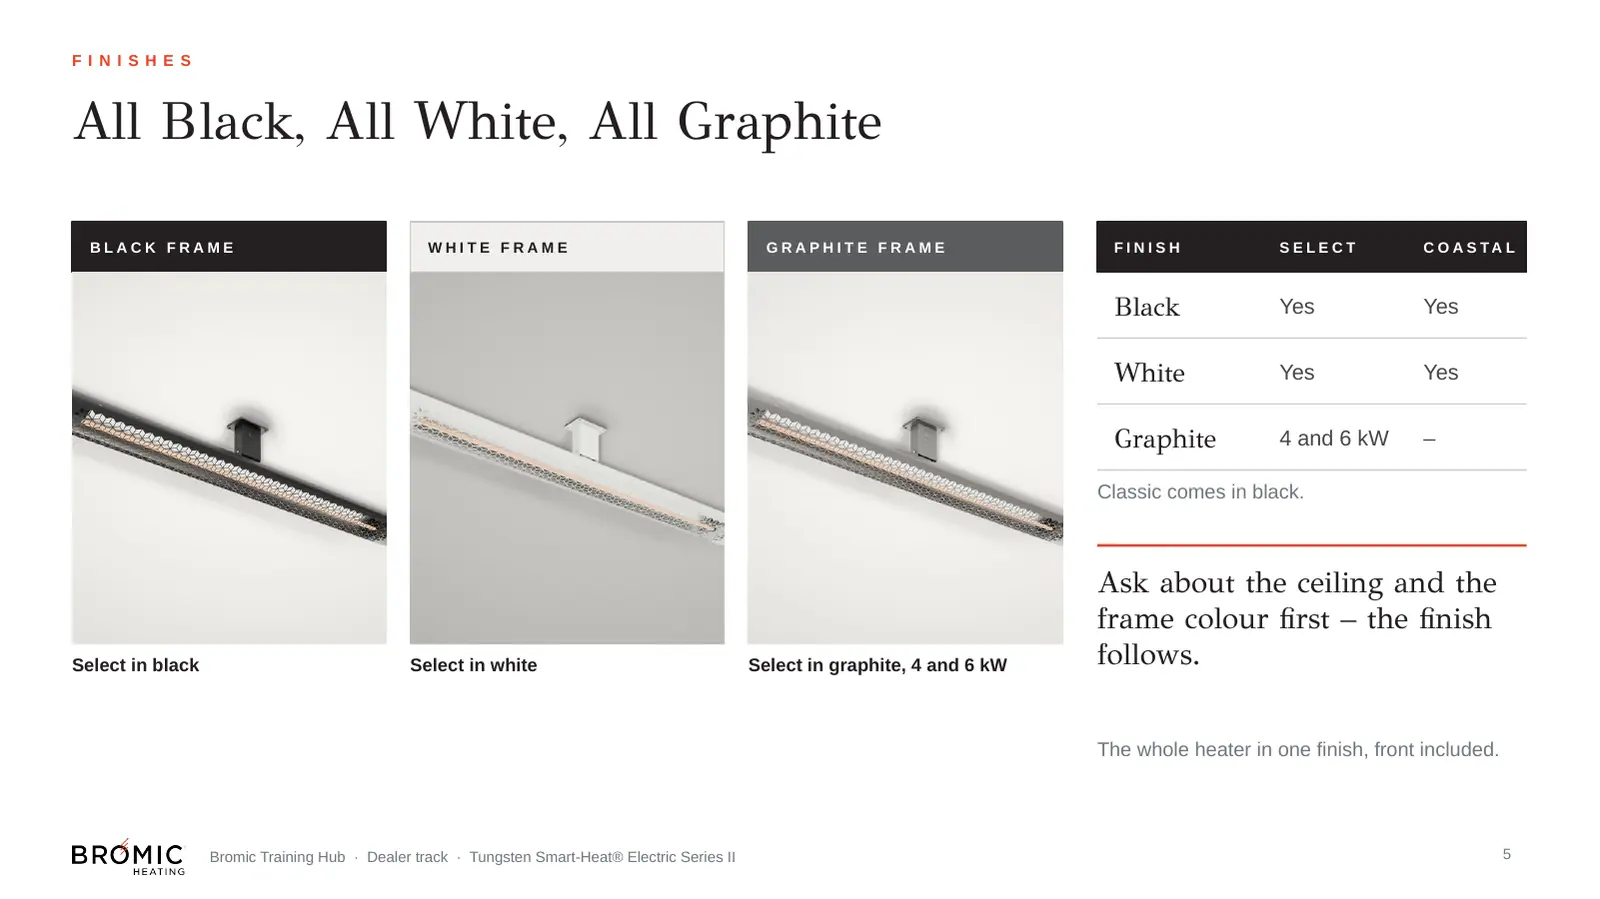 FINISHES
All Black, All White, All Graphite
BLACK FRAME
Select in black
WHITE FRAME
Select in white
GRAPHITE FRAME
Select in graphite, 4 and 6 kW
FINISH SELECT COASTAL
Black Yes Yes
White Yes Yes
Graphite 4 and 6 kW –
Classic comes in black.
Ask about the ceiling and the
frame colour first – the finish
follows.
The whole heater in one finish, front included.
BROMIC
HEATING
Bromic Training Hub · Dealer track · Tungsten Smart-Heat® Electric Series II
5